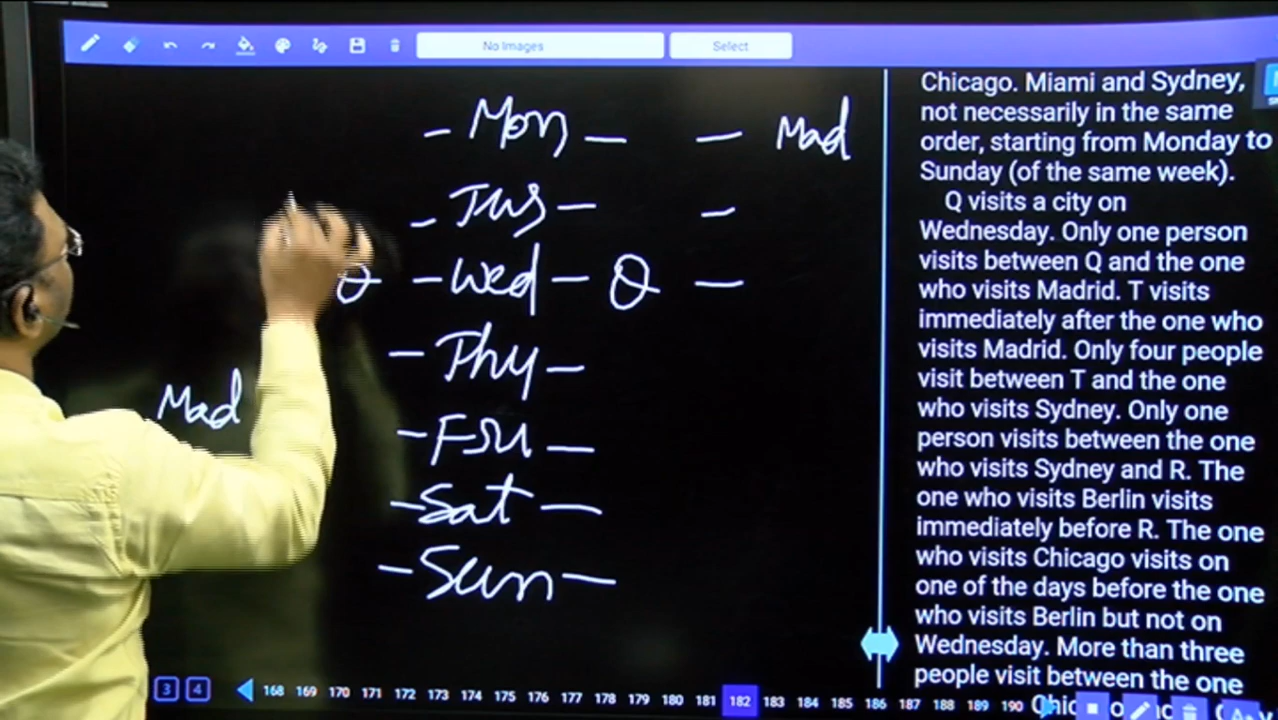 No Images
Select
- Mon - - Mad
- Tus - -
Q - Wed - Q -
- Thy -
Mad - Fri -
- Sat -
- Sun -
Chicago. Miami and Sydney,
not necessarily in the same
order, starting from Monday to
Sunday (of the same week).
Q visits a city on
Wednesday. Only one person
visits between Q and the one
who visits Madrid. T visits
immediately after the one who
visits Madrid. Only four people
visit between T and the one
who visits Sydney. Only one
person visits between the one
who visits Sydney and R. The
one who visits Berlin visits
immediately before R. The one
who visits Chicago visits on
one of the days before the one
who visits Berlin but not on
Wednesday. More than three
people visit between the one
3 4 168 169 170 171 172 173 174 175 176 177 178 179 180 181 182 183 184 185 186 187 188 189 190